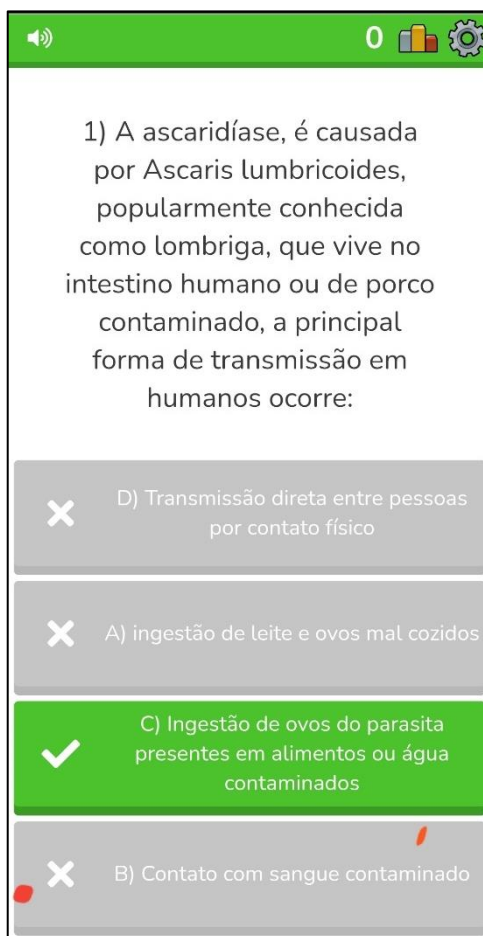 0
1) A ascaridíase, é causada
por Ascaris lumbricoides,
popularmente conhecida
como lombriga, que vive no
intestino humano ou de porco
contaminado, a principal
forma de transmissão em
humanos ocorre:
D) Transmissão direta entre pessoas
por contato físico
A) ingestão de leite e ovos mal cozidos
C) Ingestão de ovos do parasita
presentes em alimentos ou água
contaminados
B) Contato com sangue contaminado